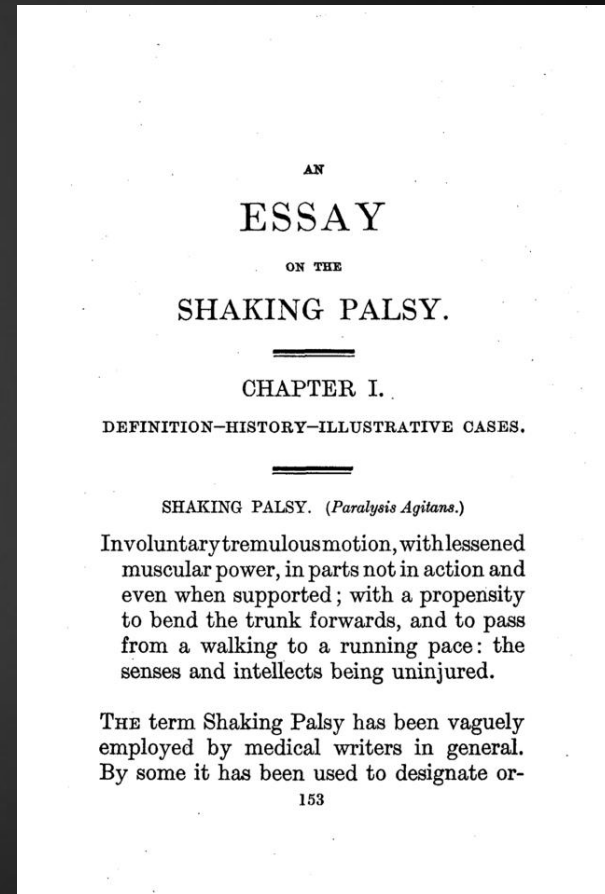 AN
ESSAY
ON THE
SHAKING PALSY.
CHAPTER I.
DEFINITION—HISTORY—ILLUSTRATIVE CASES.
SHAKING PALSY. (Paralysis Agitans.)
Involuntary tremulous motion, with lessened
muscular power, in parts not in action and
even when supported; with a propensity
to bend the trunk forwards, and to pass
from a walking to a running pace: the
senses and intellects being uninjured.
THE term Shaking Palsy has been vaguely
employed by medical writers in general.
By some it has been used to designate or-
153